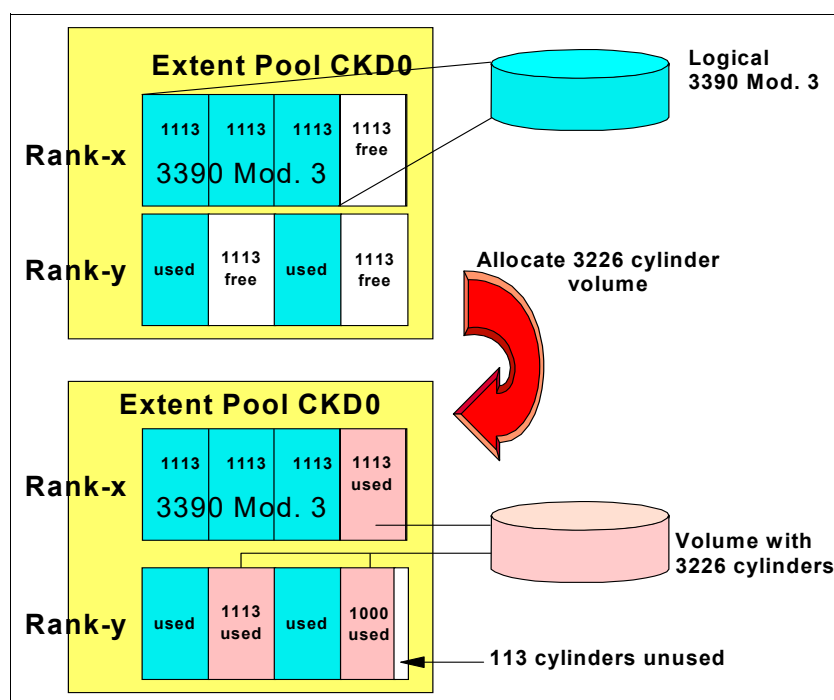 Extent Pool CKD0
Logical
3390 Mod. 3
Rank-x
1113 1113 1113 1113
free
3390 Mod. 3
Rank-y
used 1113 used 1113
free free
Allocate 3226 cylinder
volume
Extent Pool CKD0
Rank-x
1113 1113 1113 1113
used
3390 Mod. 3
Rank-y
used 1113 used 1000
used used
Volume with
3226 cylinders
113 cylinders unused